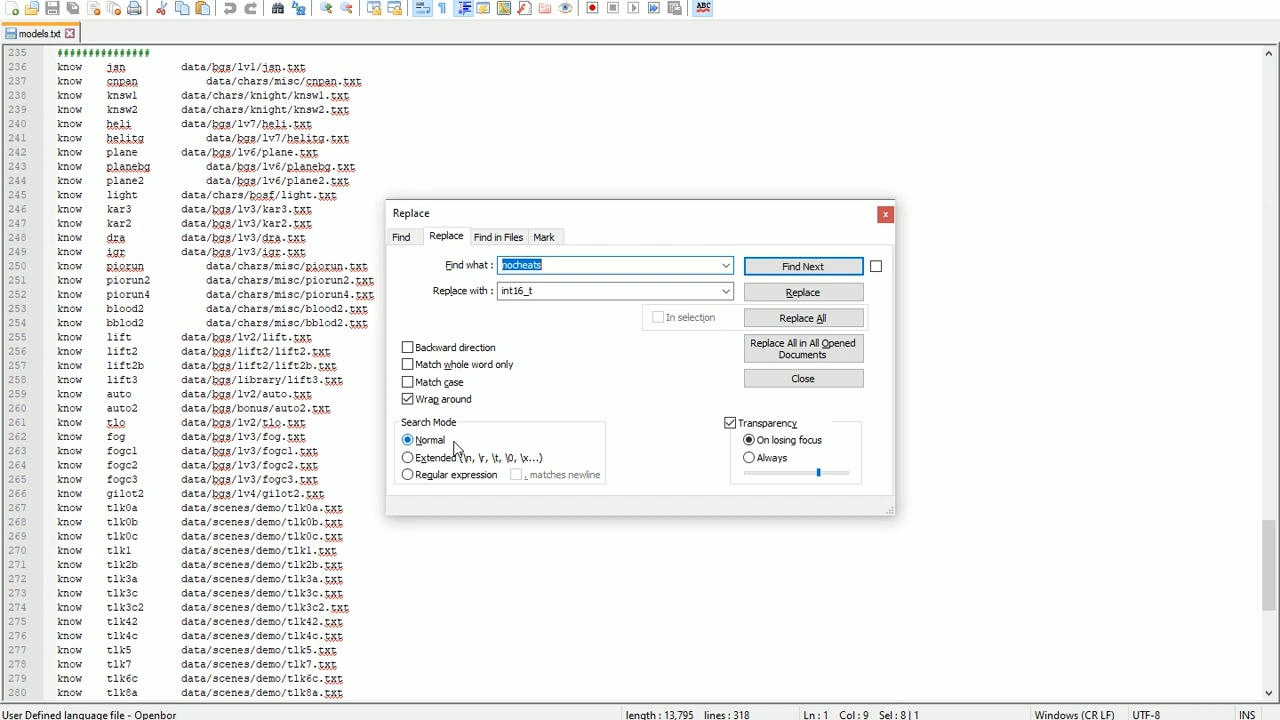 ABC
models.txt
235 ###############
236 know jsn data/bgs/lv1/jsn.txt
237 know cnpan data/chars/misc/cnpan.txt
238 know knsw1 data/chars/knight/knsw1.txt
239 know knsw2 data/chars/knight/knsw2.txt
240 know heli data/bgs/lv7/heli.txt
241 know helitg data/bgs/lv7/helitg.txt
242 know plane data/bgs/lv6/plane.txt
243 know planebg data/bgs/lv6/planebg.txt
244 know plane2 data/bgs/lv6/plane2.txt
245 know light data/chars/bosf/light.txt
246 know kar3 data/bgs/lv3/kar3.txt
247 know kar2 data/bgs/lv3/kar2.txt
248 know dra data/bgs/lv3/dra.txt
249 know igr data/bgs/lv3/igr.txt
250 know piorun data/chars/misc/piorun.txt
251 know piorun2 data/chars/misc/piorun2.txt
252 know piorun4 data/chars/misc/piorun4.txt
253 know blood2 data/chars/misc/blood2.txt
254 know bblod2 data/chars/misc/bblod2.txt
255 know lift data/bgs/lv2/lift.txt
256 know lift2 data/bgs/lift2/lift2.txt
257 know lift2b data/bgs/lift2/lift2b.txt
258 know lift3 data/bgs/library/lift3.txt
259 know auto data/bgs/lv2/auto.txt
260 know auto2 data/bgs/bonus/auto2.txt
261 know tlo data/bgs/lv2/tlo.txt
262 know fog data/bgs/lv3/fog.txt
263 know fogc1 data/bgs/lv3/fogc1.txt
264 know fogc2 data/bgs/lv3/fogc2.txt
265 know fogc3 data/bgs/lv3/fogc3.txt
266 know gilot2 data/bgs/lv4/gilot2.txt
267 know tlk0a data/scenes/demo/tlk0a.txt
268 know tlk0b data/scenes/demo/tlk0b.txt
269 know tlk0c data/scenes/demo/tlk0c.txt
270 know tlk1 data/scenes/demo/tlk1.txt
271 know tlk2b data/scenes/demo/tlk2b.txt
272 know tlk3a data/scenes/demo/tlk3a.txt
273 know tlk3c data/scenes/demo/tlk3c.txt
274 know tlk3c2 data/scenes/demo/tlk3c2.txt
275 know tlk42 data/scenes/demo/tlk42.txt
276 know tlk4c data/scenes/demo/tlk4c.txt
277 know tlk5 data/scenes/demo/tlk5.txt
278 know tlk7 data/scenes/demo/tlk7.txt
279 know tlk6c data/scenes/demo/tlk6c.txt
280 know tlk8a data/scenes/demo/tlk8a.txt
Replace
Find Replace Find in Files Mark
Find what : nocheats Find Next
Replace with : int16_t Replace
In selection Replace All
Replace All in All Opened
Documents
Close
Backward direction
Match whole word only
Match case
Wrap around
Search Mode
Normal
Extended (\n, \r, \t, \0, \x...)
Regular expression . matches newline
Transparency
On losing focus
Always
User Defined language file - Openbor length : 13,795 lines : 318 Ln : 1 Col : 9 Sel : 8 | 1 Windows (CR LF) UTF-8 INS